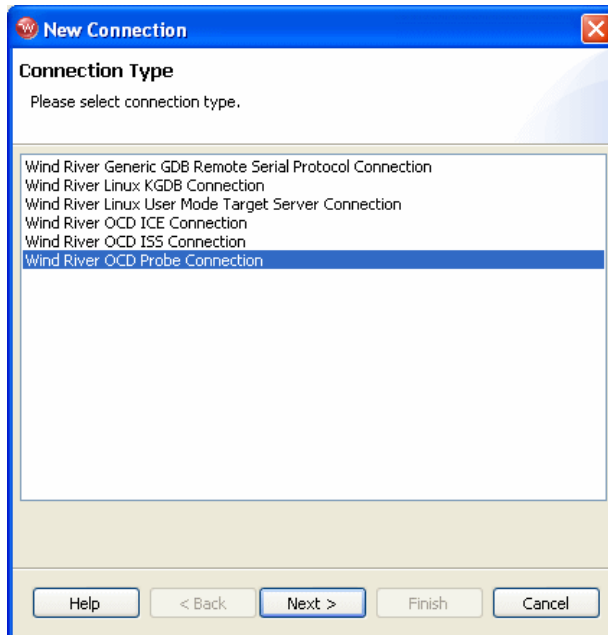 New Connection
Connection Type
Please select connection type.
Wind River Generic GDB Remote Serial Protocol Connection
Wind River Linux KGDB Connection
Wind River Linux User Mode Target Server Connection
Wind River OCD ICE Connection
Wind River OCD ISS Connection
Wind River OCD Probe Connection
Help < Back Next > Finish Cancel